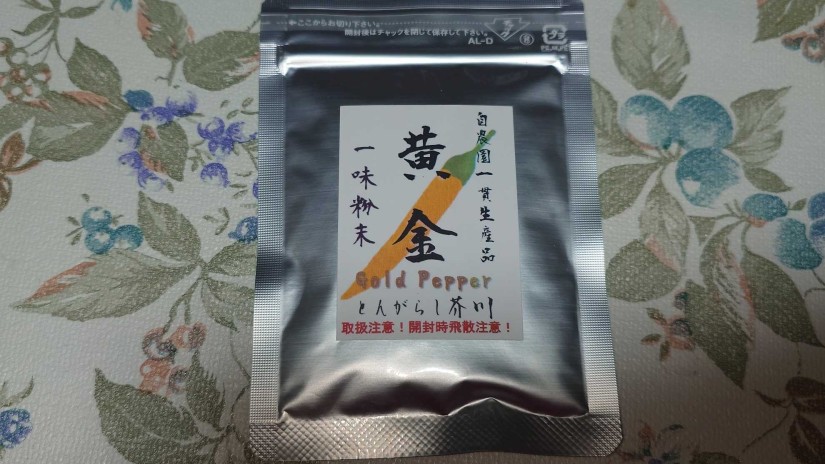 ここからお切り下さい。
開封後はチャックを閉じて保存して下さい。
AL-D
プラ
自農園一貫生産品
黄金
一味粉末
Gold Pepper
とんがらし芥川
取扱注意！開封時飛散注意！